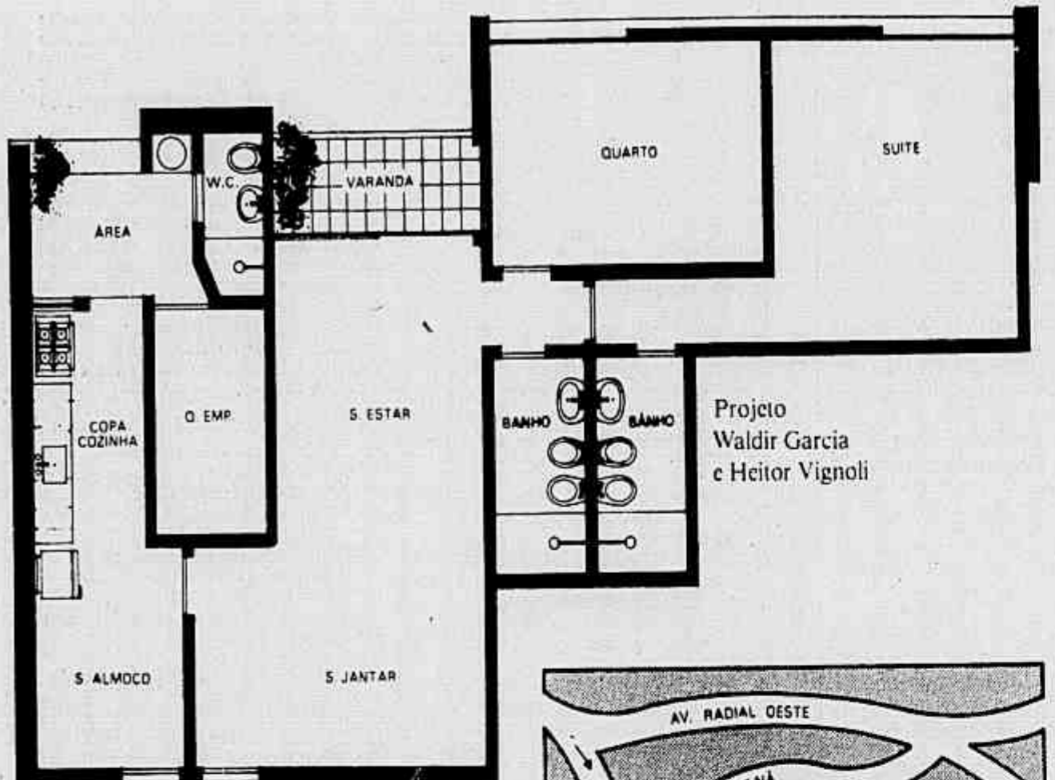 QUARTO
SUITE
W.C.
VARANDA
ÁREA
COPA
COZINHA
Q. EMP.
S. ESTAR
BANHO
BANHO
Projeto
Waldir Garcia
e Heitor Vignoli
S. ALMOCO
S. JANTAR
AV. RADIAL OESTE